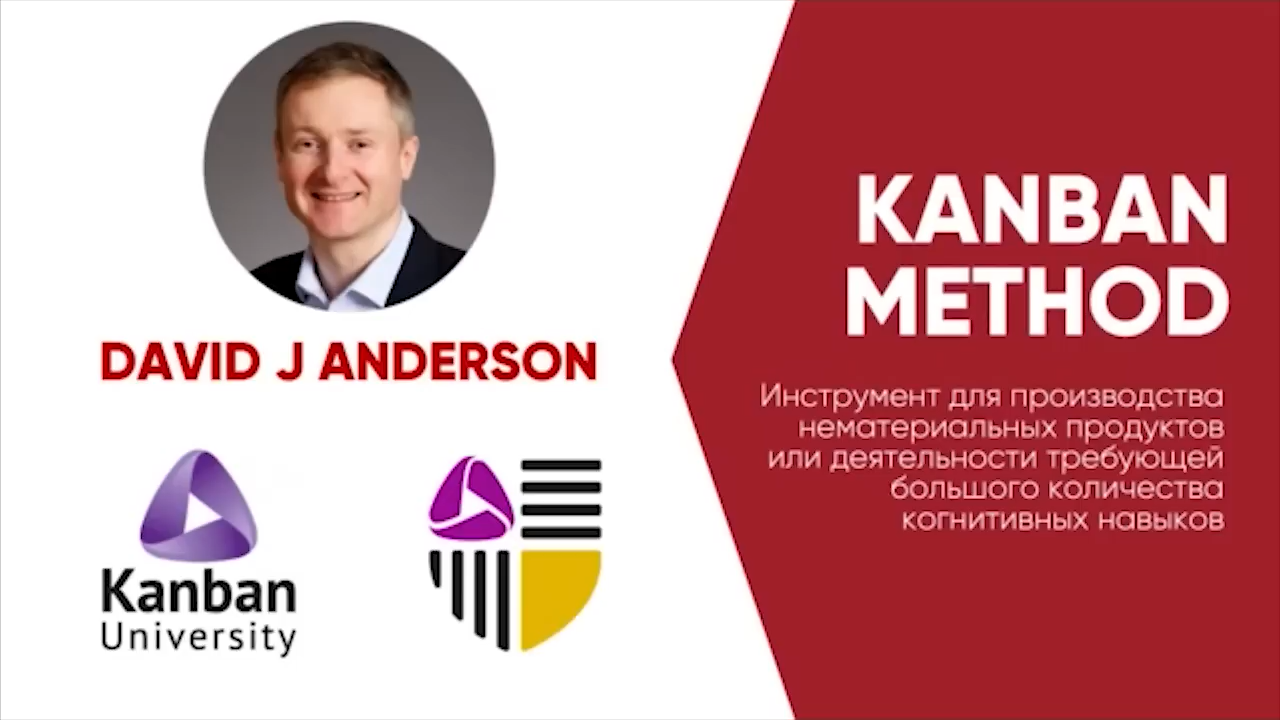 DAVID J ANDERSON
Kanban
University
KANBAN
METHOD
Инструмент для производства
нематериальных продуктов
или деятельности требующей
большого количества
когнитивных навыков